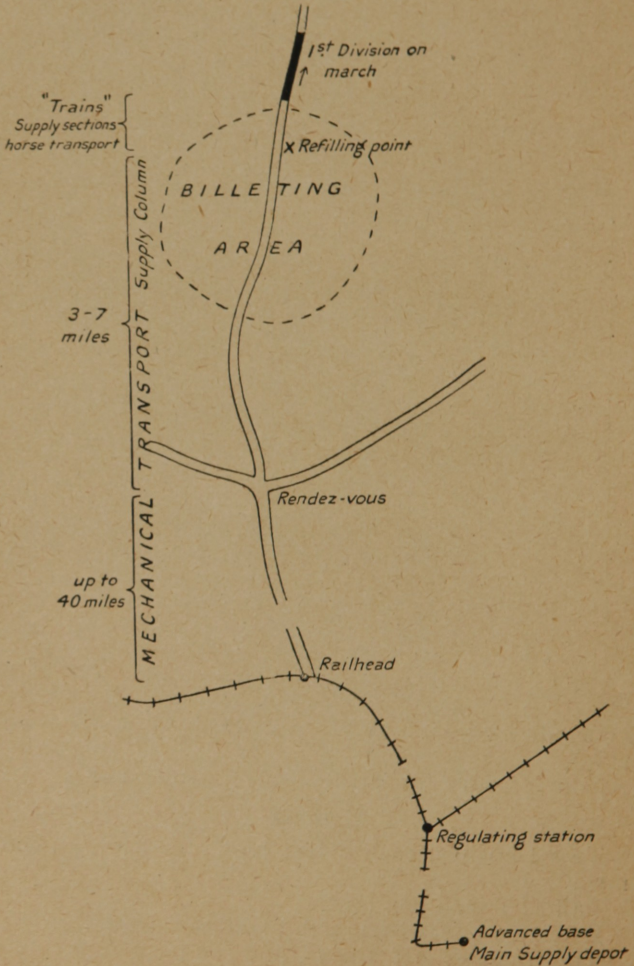 1st. Division on
march
"Trains"
Supply sections
horse transport
x Refilling point
BILLETING
AREA
3-7
miles
MECHANICAL TRANSPORT Supply Column
Rendez-vous
up to
40 miles
Railhead
Regulating station
Advanced base
Main Supply depot